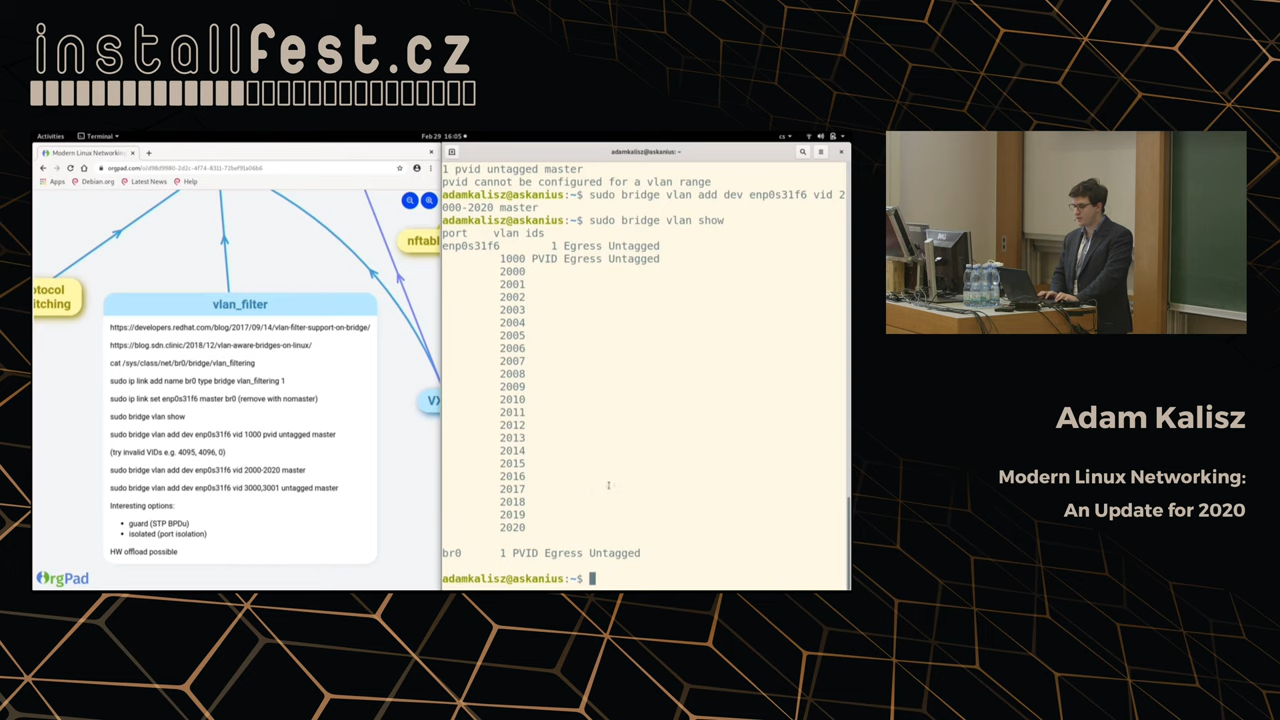 installfest.cz
Activities
Terminal
Feb 29 16:05
cs
Modern Linux Networking
adamkalisz@askanius: ~
Apps
Debian.org
Latest News
Help
nftabl
otocol
itching
VX
vlan_filter
https://developers.redhat.com/blog/2017/09/14/vlan-filter-support-on-bridge/
https://blog.sdn.clinic/2018/12/vlan-aware-bridges-on-linux/
cat /sys/class/net/br0/bridge/vlan_filtering
sudo ip link add name br0 type bridge vlan_filtering 1
sudo ip link set enp0s31f6 master br0 (remove with nomaster)
sudo bridge vlan show
sudo bridge vlan add dev enp0s31f6 vid 1000 pvid untagged master
(try invalid VIDs e.g. 4095, 4096, 0)
sudo bridge vlan add dev enp0s31f6 vid 2000-2020 master
sudo bridge vlan add dev enp0s31f6 vid 3000,3001 untagged master
Interesting options:
guard (STP BPDu)
isolated (port isolation)
HW offload possible
OrgPad
1 pvid untagged master
pvid cannot be configured for a vlan range
adamkalisz@askanius:~$ sudo bridge vlan add dev enp0s31f6 vid 2
000-2020 master
adamkalisz@askanius:~$ sudo bridge vlan show
port vlan ids
enp0s31f6 1 Egress Untagged
1000 PVID Egress Untagged
2000
2001
2002
2003
2004
2005
2006
2007
2008
2009
2010
2011
2012
2013
2014
2015
2016
2017
2018
2019
2020
br0 1 PVID Egress Untagged
adamkalisz@askanius:~$
Adam Kalisz
Modern Linux Networking:
An Update for 2020